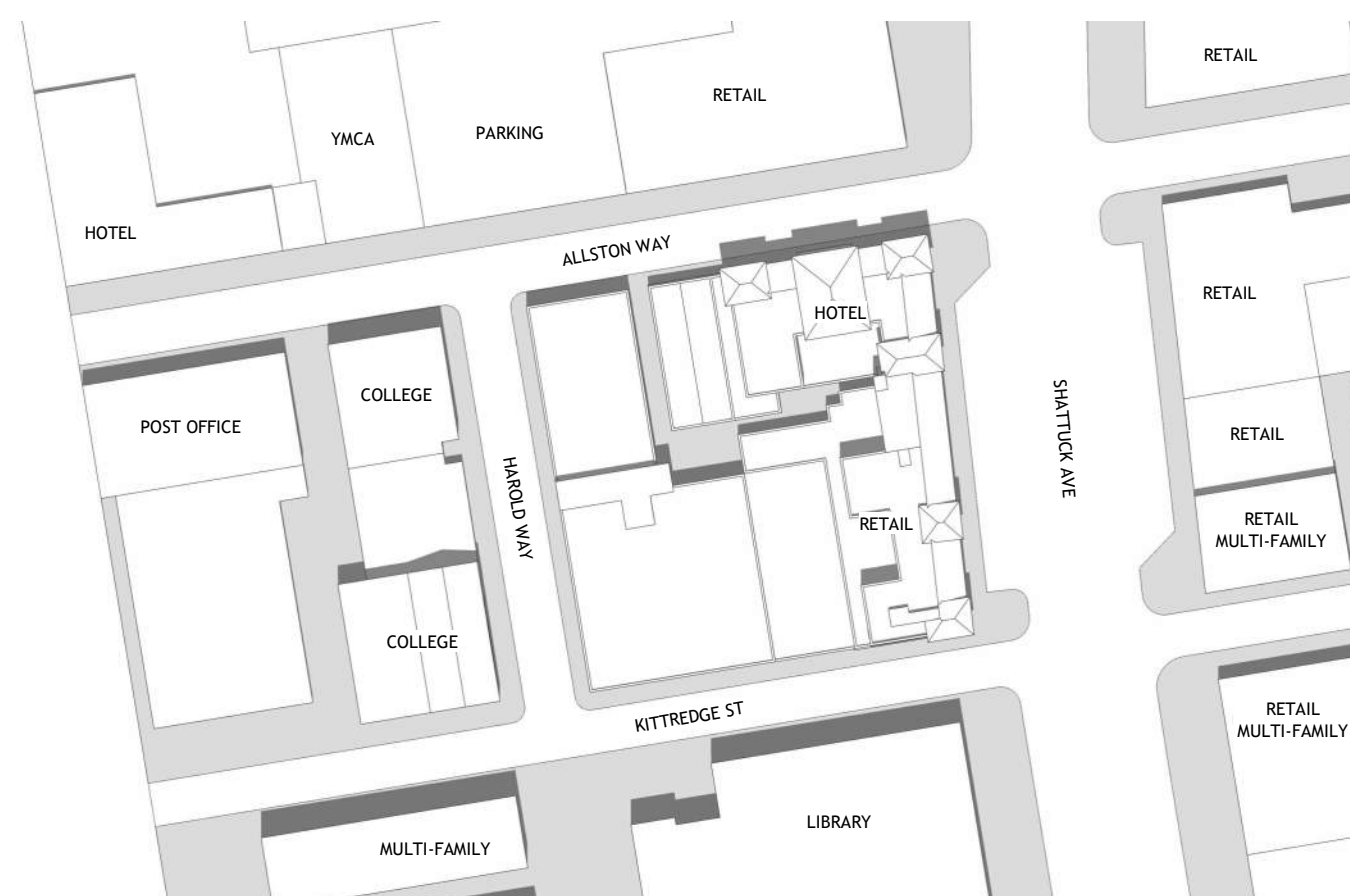 RETAIL
RETAIL
YMCA
PARKING
HOTEL
ALLSTON WAY
HOTEL
RETAIL
COLLEGE
POST OFFICE
SHATTUCK AVE
RETAIL
HAROLD WAY
RETAIL
RETAIL
MULTI-FAMILY
COLLEGE
KITTREDGE ST
RETAIL
MULTI-FAMILY
LIBRARY
MULTI-FAMILY